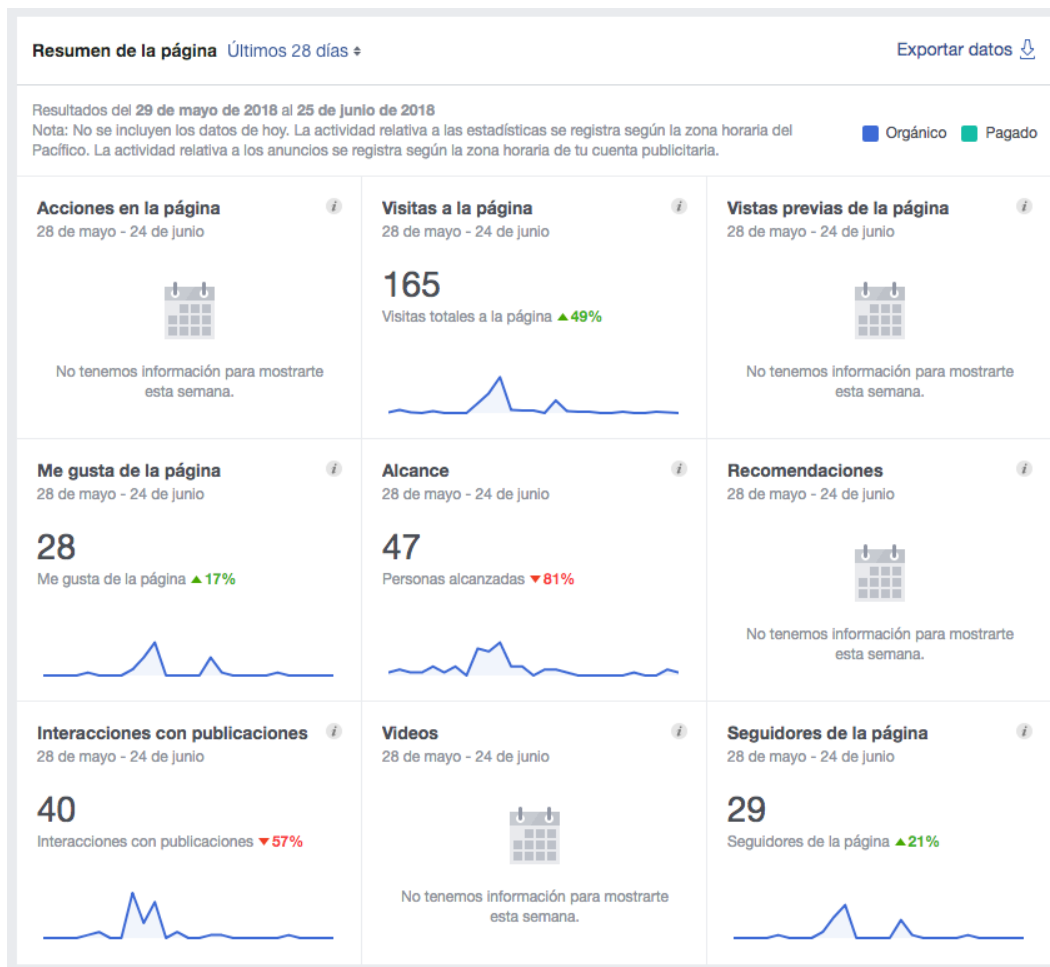 Resumen de la página Últimos 28 días
Exportar datos
Resultados del 29 de mayo de 2018 al 25 de junio de 2018
Nota: No se incluyen los datos de hoy. La actividad relativa a las estadísticas se registra según la zona horaria del
Pacífico. La actividad relativa a los anuncios se registra según la zona horaria de tu cuenta publicitaria.
Orgánico Pagado
Acciones en la página
28 de mayo - 24 de junio
No tenemos información para mostrarte
esta semana.
Visitas a la página
28 de mayo - 24 de junio
165
Visitas totales a la página ▲49%
Vistas previas de la página
28 de mayo - 24 de junio
No tenemos información para mostrarte
esta semana.
Me gusta de la página
28 de mayo - 24 de junio
28
Me gusta de la página ▲17%
Alcance
28 de mayo - 24 de junio
47
Personas alcanzadas ▼81%
Recomendaciones
28 de mayo - 24 de junio
No tenemos información para mostrarte
esta semana.
Interacciones con publicaciones
28 de mayo - 24 de junio
40
Interacciones con publicaciones ▼57%
Videos
28 de mayo - 24 de junio
No tenemos información para mostrarte
esta semana.
Seguidores de la página
28 de mayo - 24 de junio
29
Seguidores de la página ▲21%